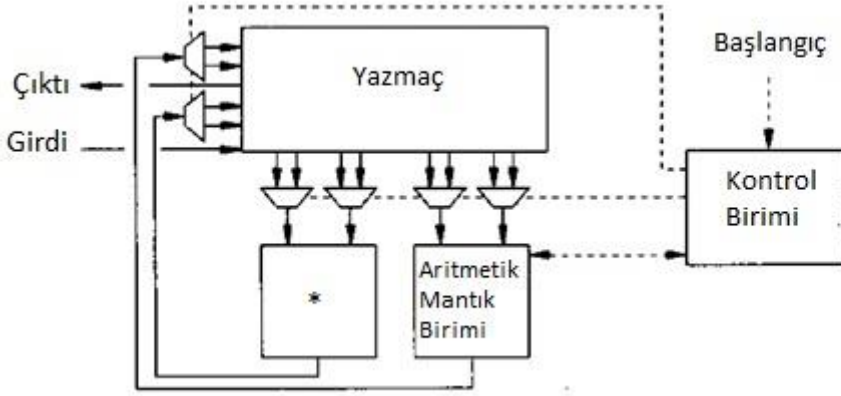 Yazmaç
Başlangıç
Çıktı
Girdi
Kontrol
Birimi
*
Aritmetik
Mantık
Birimi